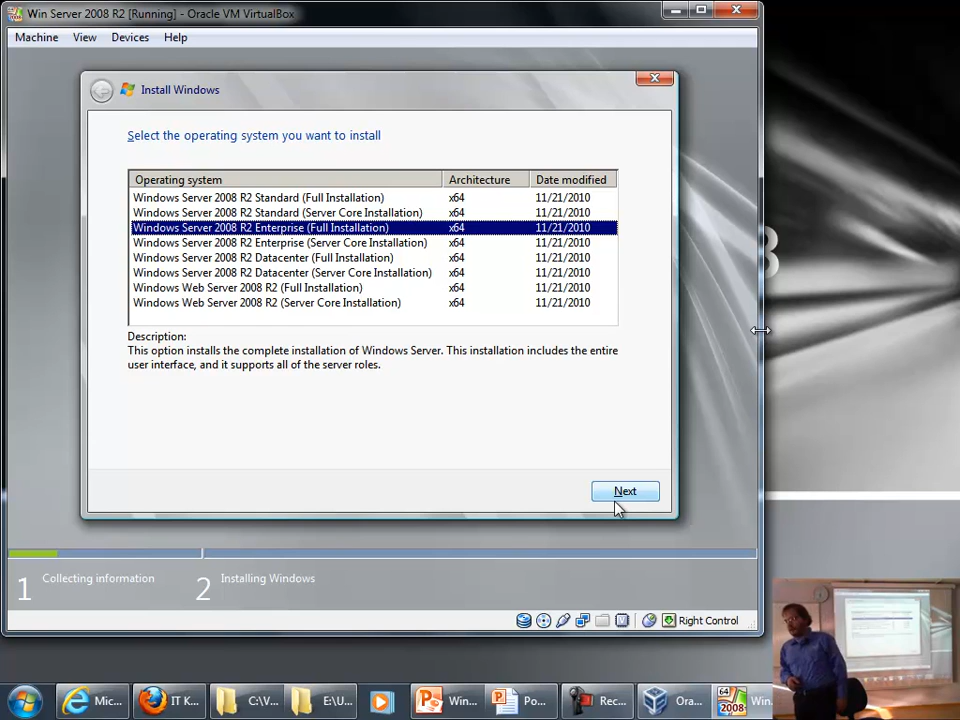 Win Server 2008 R2 [Running] - Oracle VM VirtualBox
Machine View Devices Help
Install Windows
Select the operating system you want to install
Operating system Architecture Date modified
Windows Server 2008 R2 Standard (Full Installation) x64 11/21/2010
Windows Server 2008 R2 Standard (Server Core Installation) x64 11/21/2010
Windows Server 2008 R2 Enterprise (Full Installation) x64 11/21/2010
Windows Server 2008 R2 Enterprise (Server Core Installation) x64 11/21/2010
Windows Server 2008 R2 Datacenter (Full Installation) x64 11/21/2010
Windows Server 2008 R2 Datacenter (Server Core Installation) x64 11/21/2010
Windows Web Server 2008 R2 (Full Installation) x64 11/21/2010
Windows Web Server 2008 R2 (Server Core Installation) x64 11/21/2010
Description:
This option installs the complete installation of Windows Server. This installation includes the entire
user interface, and it supports all of the server roles.
Next
1 Collecting information 2 Installing Windows
Right Control
Mic... IT K... C:\V... E:\U... Win... Po... Rec... Ora... 64 2008 Win